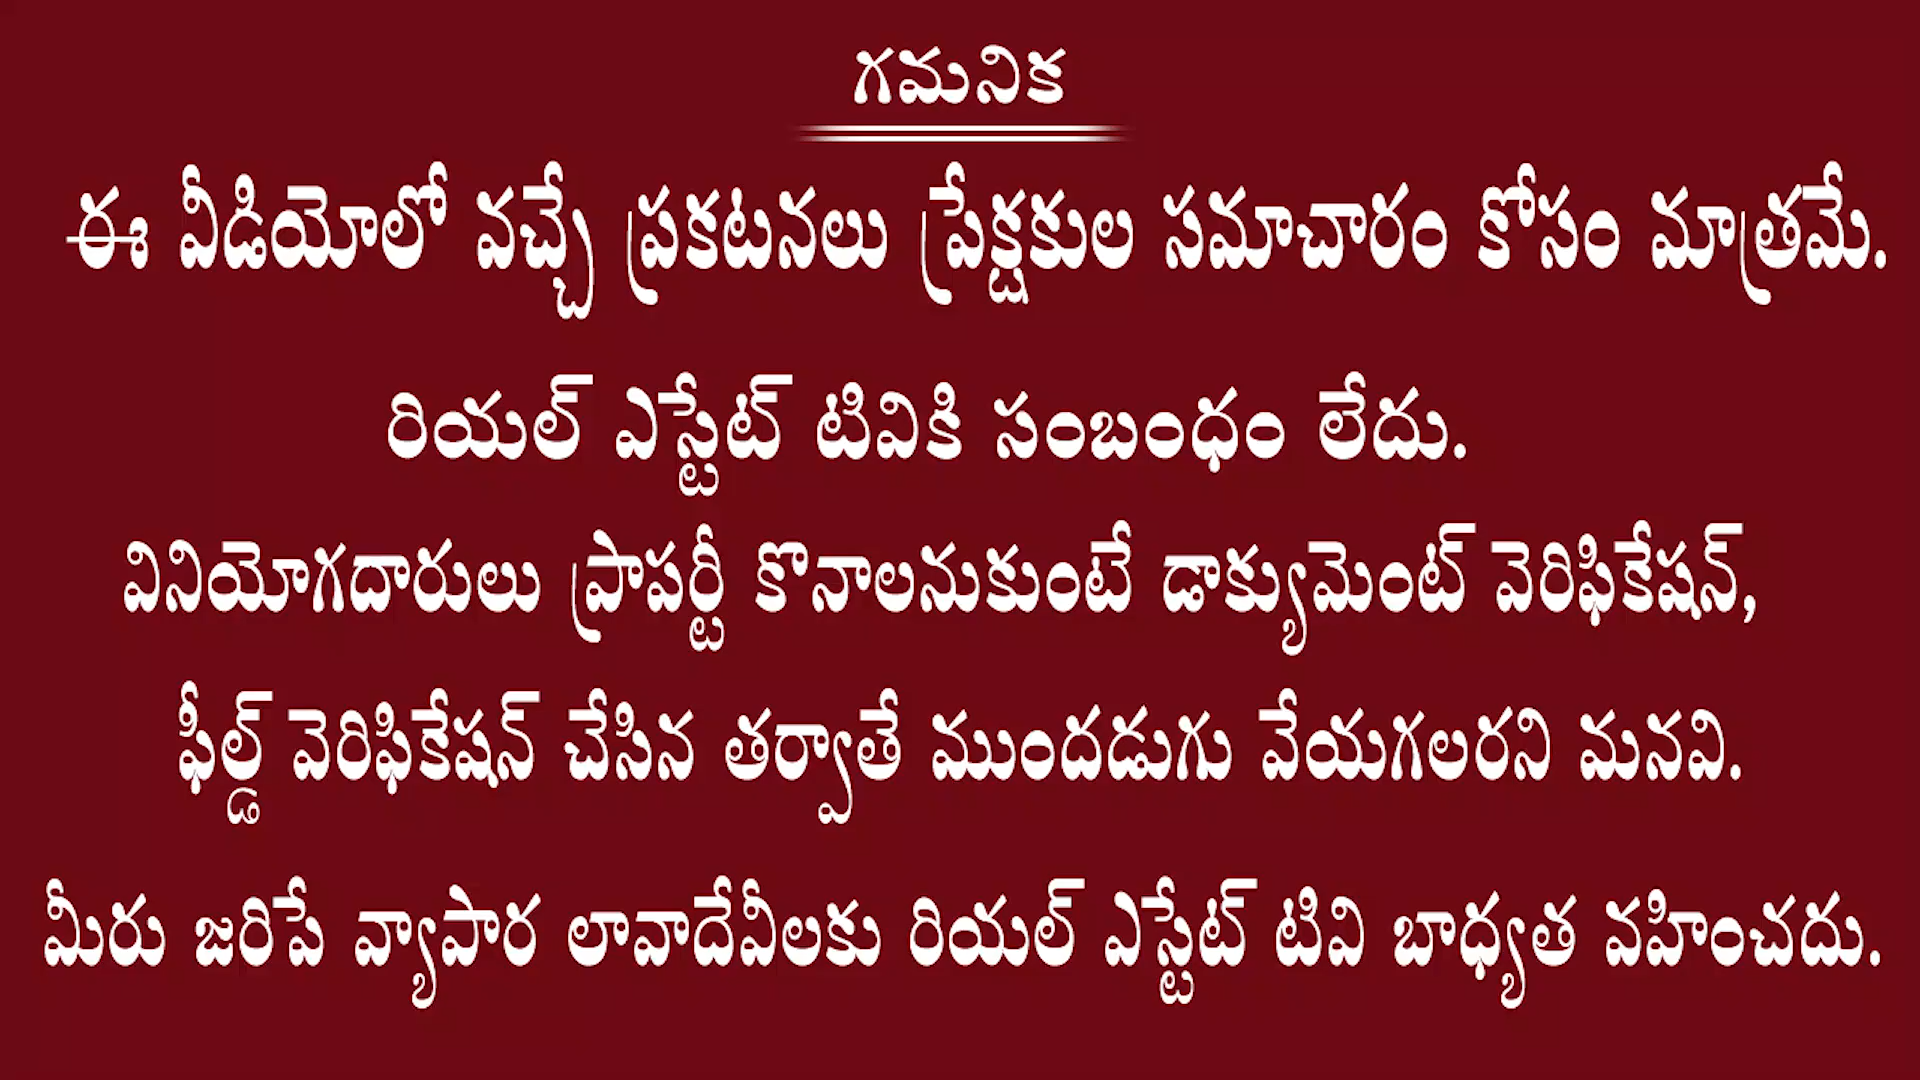 గమనిక
ఈ వీడియోలో వచ్చే ప్రకటనలు ప్రేక్షకుల సమాచారం కోసం మాత్రమే.
రియల్ ఎస్టేట్ టివికి సంబంధం లేదు.
వినియోగదారులు ప్రాపర్టీ కొనాలనుకుంటే డాక్యుమెంట్ వెరిఫికేషన్,
ఫీల్డ్ వెరిఫికేషన్ చేసిన తర్వాతే ముందడుగు వేయగలరని మనవి.
మీరు జరిపే వ్యాపార లావాదేవీలకు రియల్ ఎస్టేట్ టివి బాధ్యత వహించదు.